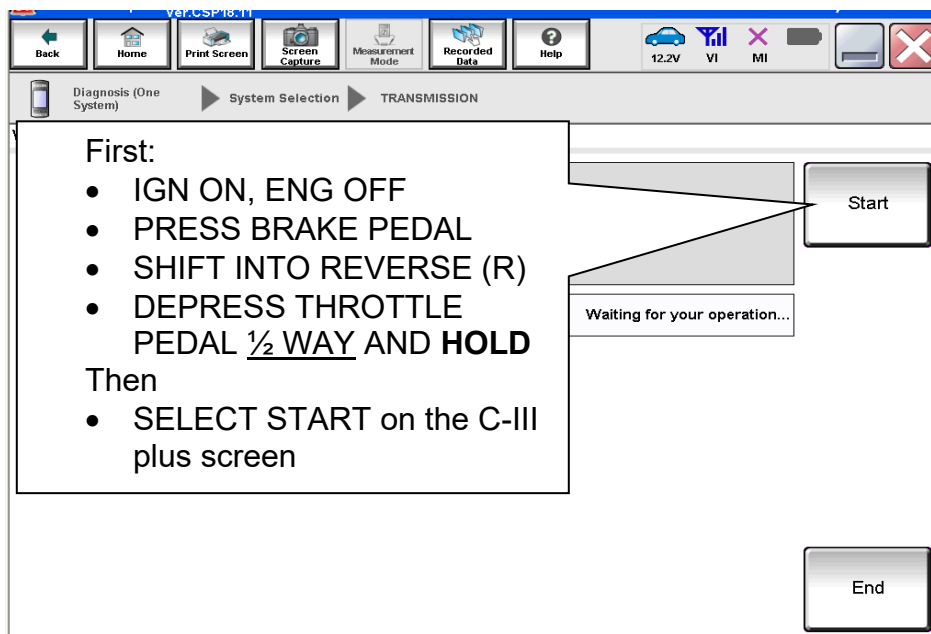 Ver.CSP18.11
Back
Home
Print Screen
Screen Capture
Measurement Mode
Recorded Data
Help
12.2V
VI
MI
Diagnosis (One System)
System Selection
TRANSMISSION
First:
• IGN ON, ENG OFF
• PRESS BRAKE PEDAL
• SHIFT INTO REVERSE (R)
• DEPRESS THROTTLE
PEDAL ½ WAY AND HOLD
Then
• SELECT START on the C-III
plus screen
Start
Waiting for your operation...
End